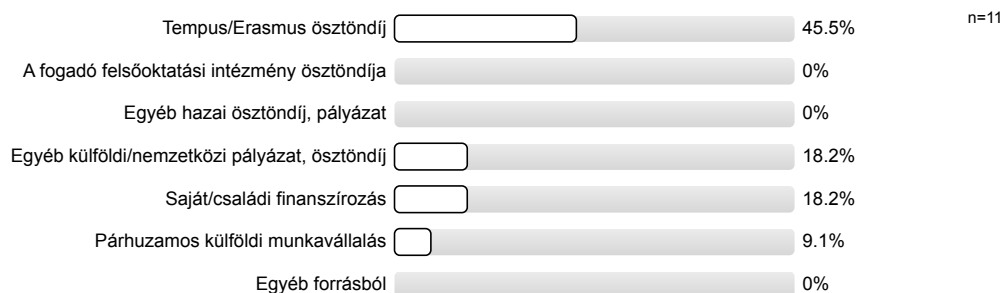 Tempus/Erasmus ösztöndíj 45.5% n=11
A fogadó felsőoktatási intézmény ösztöndíja 0%
Egyéb hazai ösztöndíj, pályázat 0%
Egyéb külföldi/nemzetközi pályázat, ösztöndíj 18.2%
Saját/családi finanszírozás 18.2%
Párhuzamos külföldi munkavállalás 9.1%
Egyéb forrásból 0%